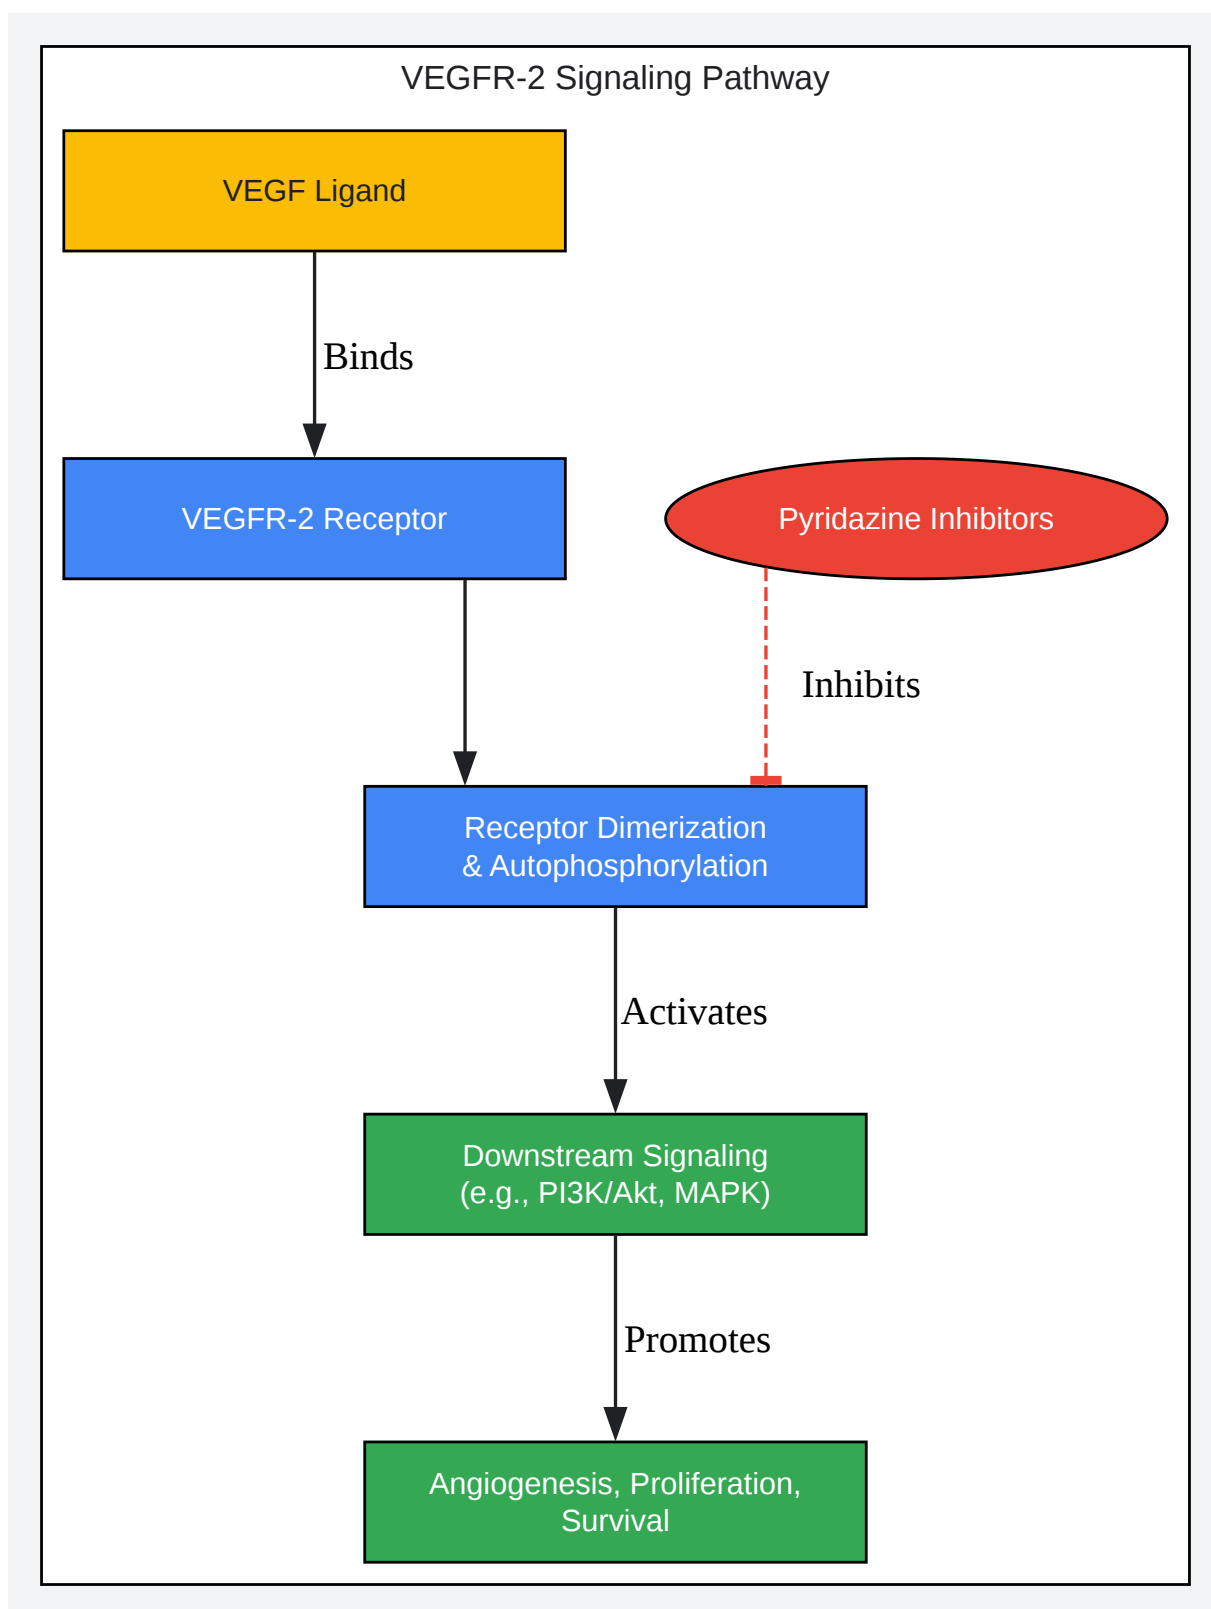 VEGFR-2 Signaling Pathway
VEGF Ligand
Binds
VEGFR-2 Receptor
Pyridazine Inhibitors
Inhibits
Receptor Dimerization
& Autophosphorylation
Activates
Downstream Signaling
(e.g., PI3K/Akt, MAPK)
Promotes
Angiogenesis, Proliferation,
Survival